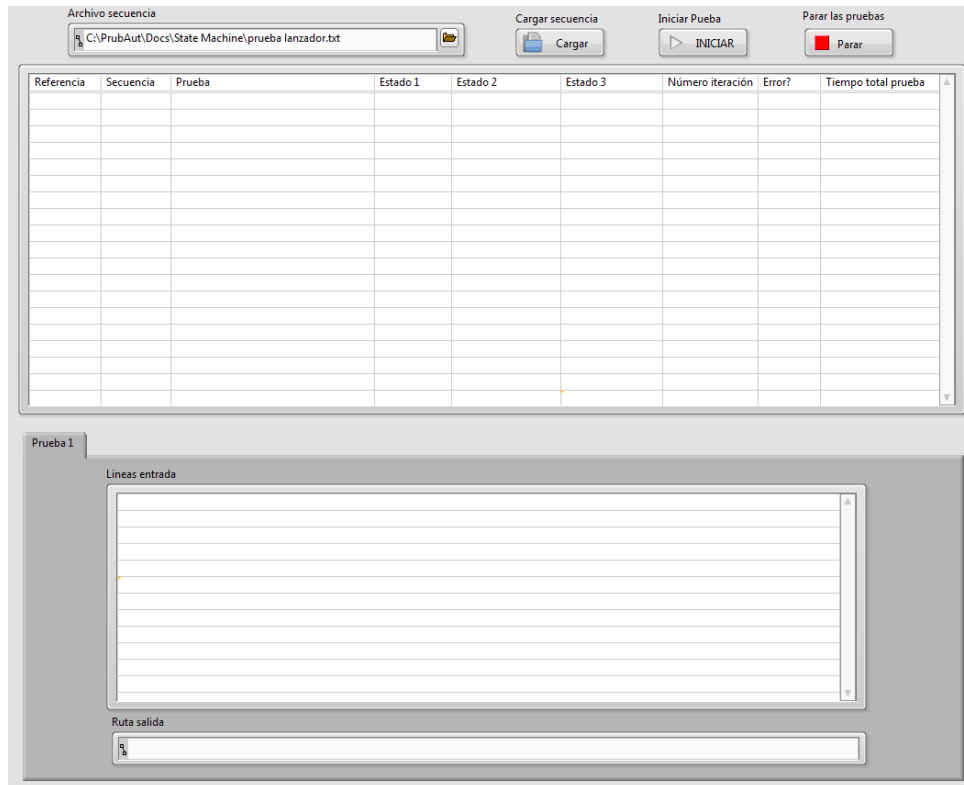 Archivo secuencia
Cargar secuencia
Iniciar Pueba
Parar las pruebas
C:\PrubAut\Docs\State Machine\prueba lanzador.txt
Cargar
INICIAR
Parar
Referencia Secuencia Prueba Estado 1 Estado 2 Estado 3 Número iteración Error? Tiempo total prueba
Prueba 1
Lineas entrada
Ruta salida